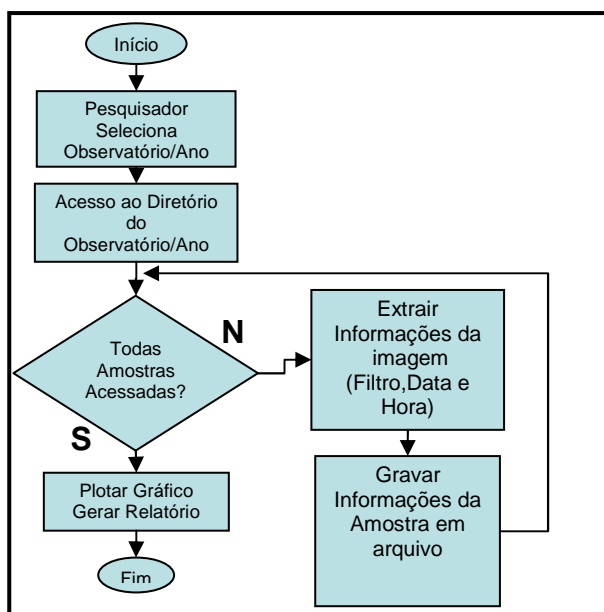 Início
Pesquisador
Seleciona
Observatório/Ano
Acesso ao Diretório
do
Observatório/Ano
Todas
Amostras
Acessadas?
N
S
Extrair
Informações da
imagem
(Filtro,Data e
Hora)
Gravar
Informações da
Amostra em
arquivo
Plotar Gráfico
Gerar Relatório
Fim